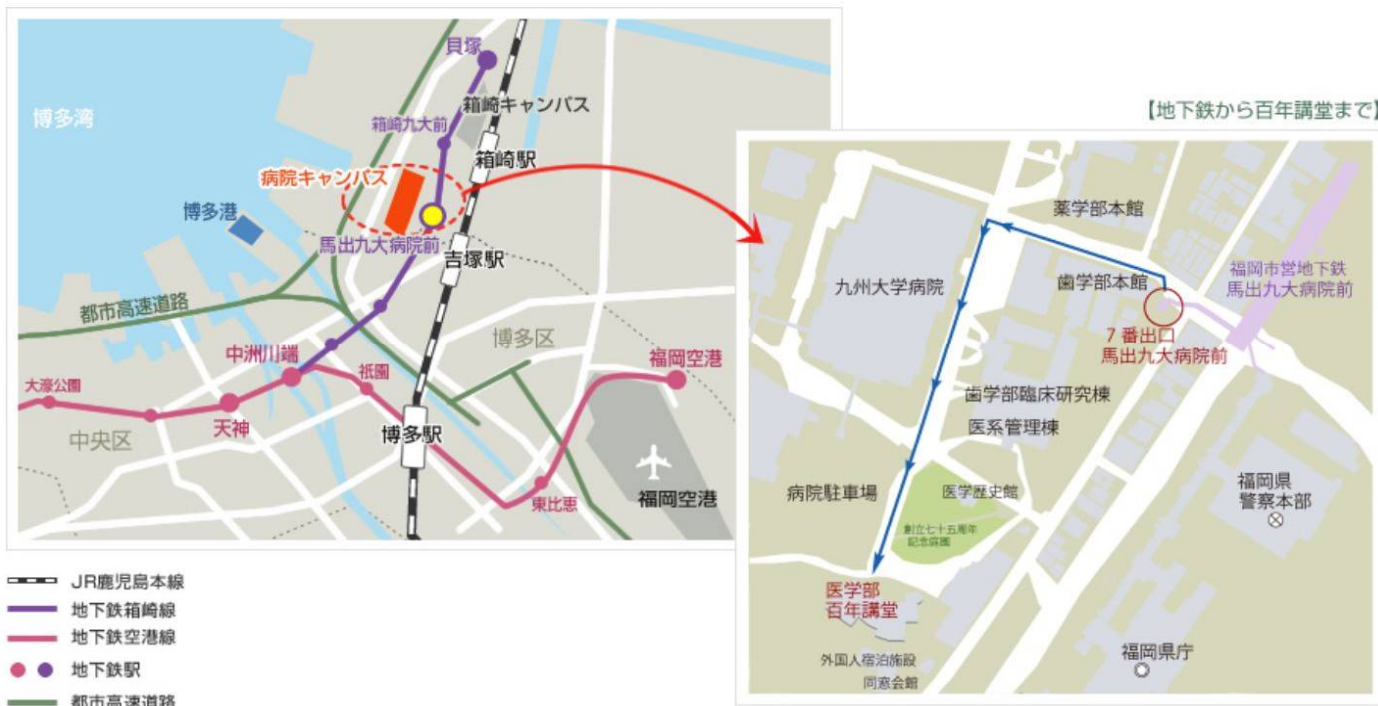 貝塚
箱崎キャンパス
箱崎九大前
箱崎駅
博多湾
病院キャンパス
博多港
馬出九大病院前
吉塚駅
都市高速道路
中洲川端
博多区
福岡空港
祇園
大濠公園
天神
中央区
博多駅
東比恵
福岡空港
JR鹿児島本線
地下鉄箱崎線
地下鉄空港線
地下鉄駅
都市高速道路
【地下鉄から百年講堂まで】
薬学部本館
九州大学病院
歯学部本館
福岡市営地下鉄
馬出九大病院前
7番出口
馬出九大病院前
歯学部臨床研究棟
医系管理棟
病院駐車場
医学歴史館
福岡県
警察本部
創立七十五周年
記念庭園
医学部
百年講堂
外国人宿泊施設
同窓会館
福岡県庁